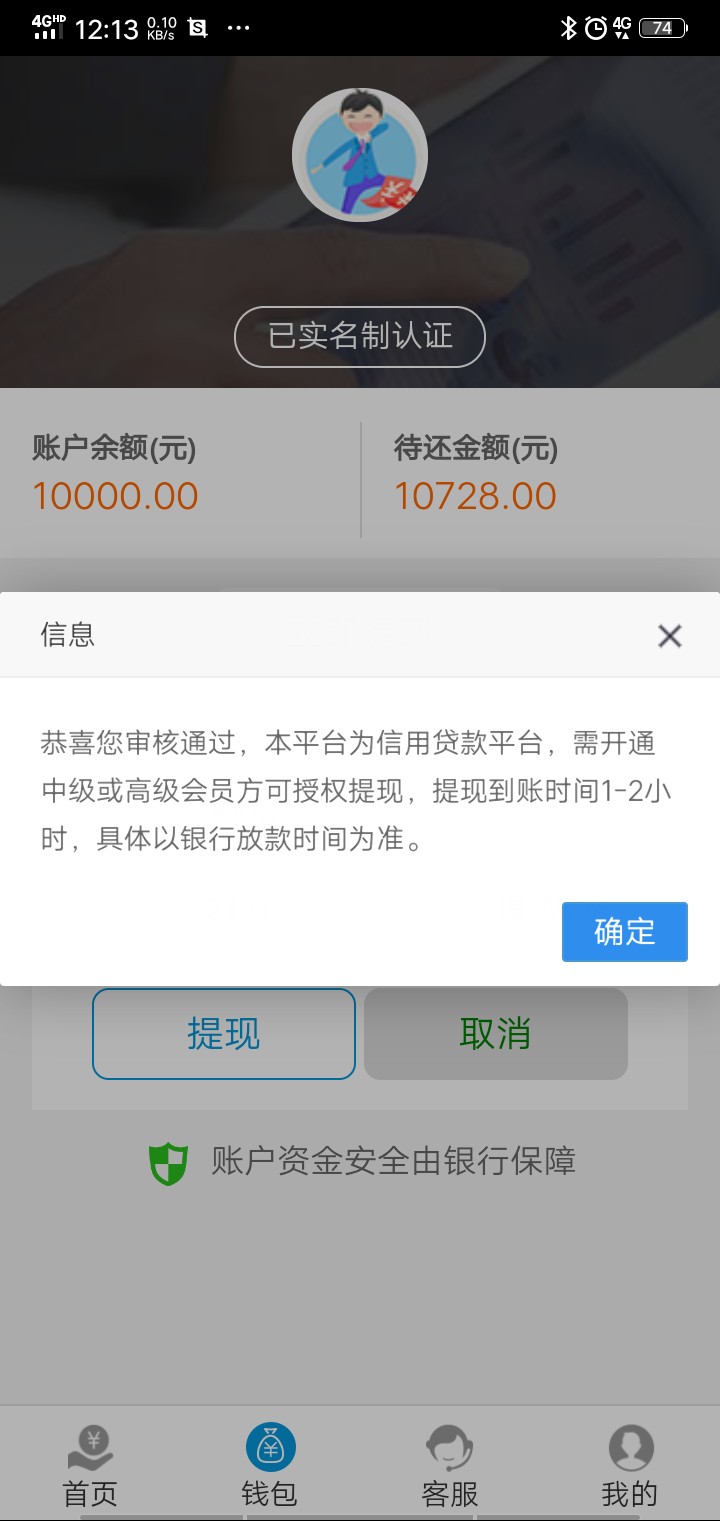 4G HD 12:13 0.10 KB/s S ... 4G 74
已实名制认证
账户余额(元) 待还金额(元)
10000.00 10728.00
信息
恭喜您审核通过，本平台为信用贷款平台，需开通
中级或高级会员方可授权提现，提现到账时间1-2小
时，具体以银行放款时间为准。
确定
提现 取消
账户资金安全由银行保障
首页 钱包 客服 我的